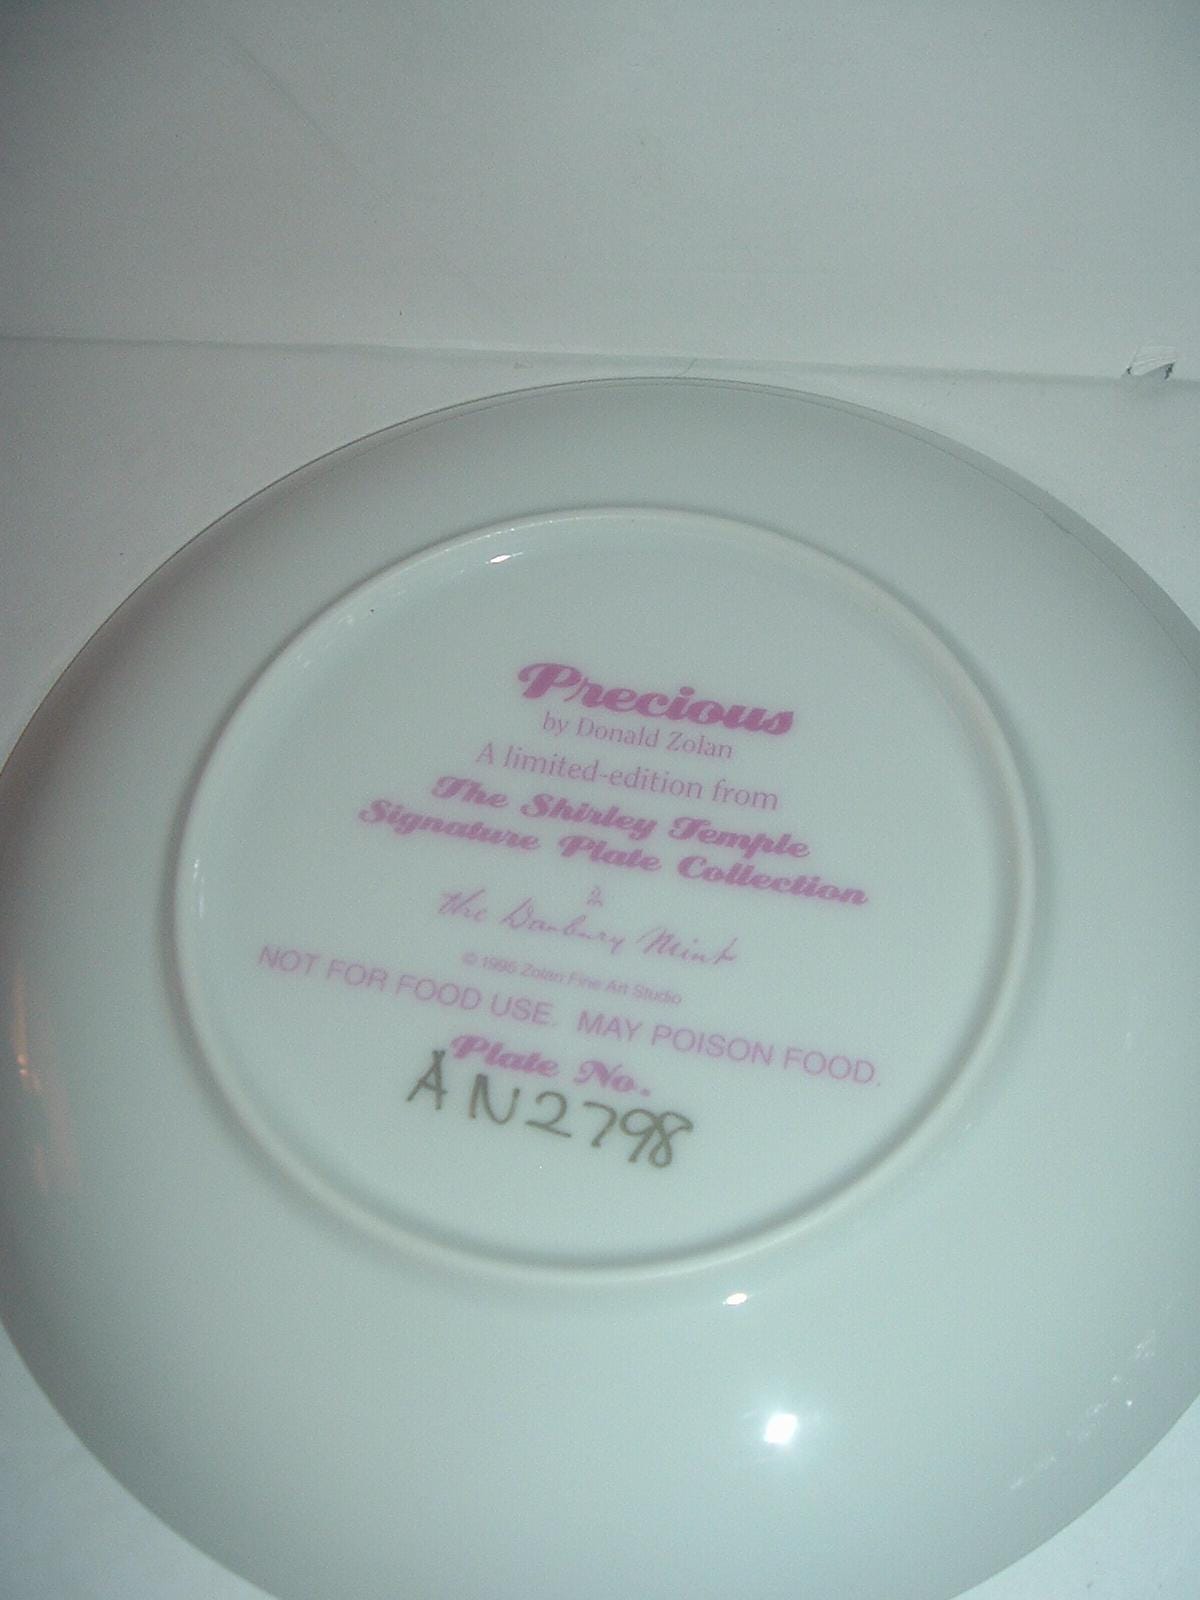 Precious
by Donald Zolan
A limited-edition from
The Shirley Temple
Signature Plate Collection
the Danbury Mint
© 1995 Zolan Fine Art Studio
NOT FOR FOOD USE. MAY POISON FOOD.
Plate No.
AN2798